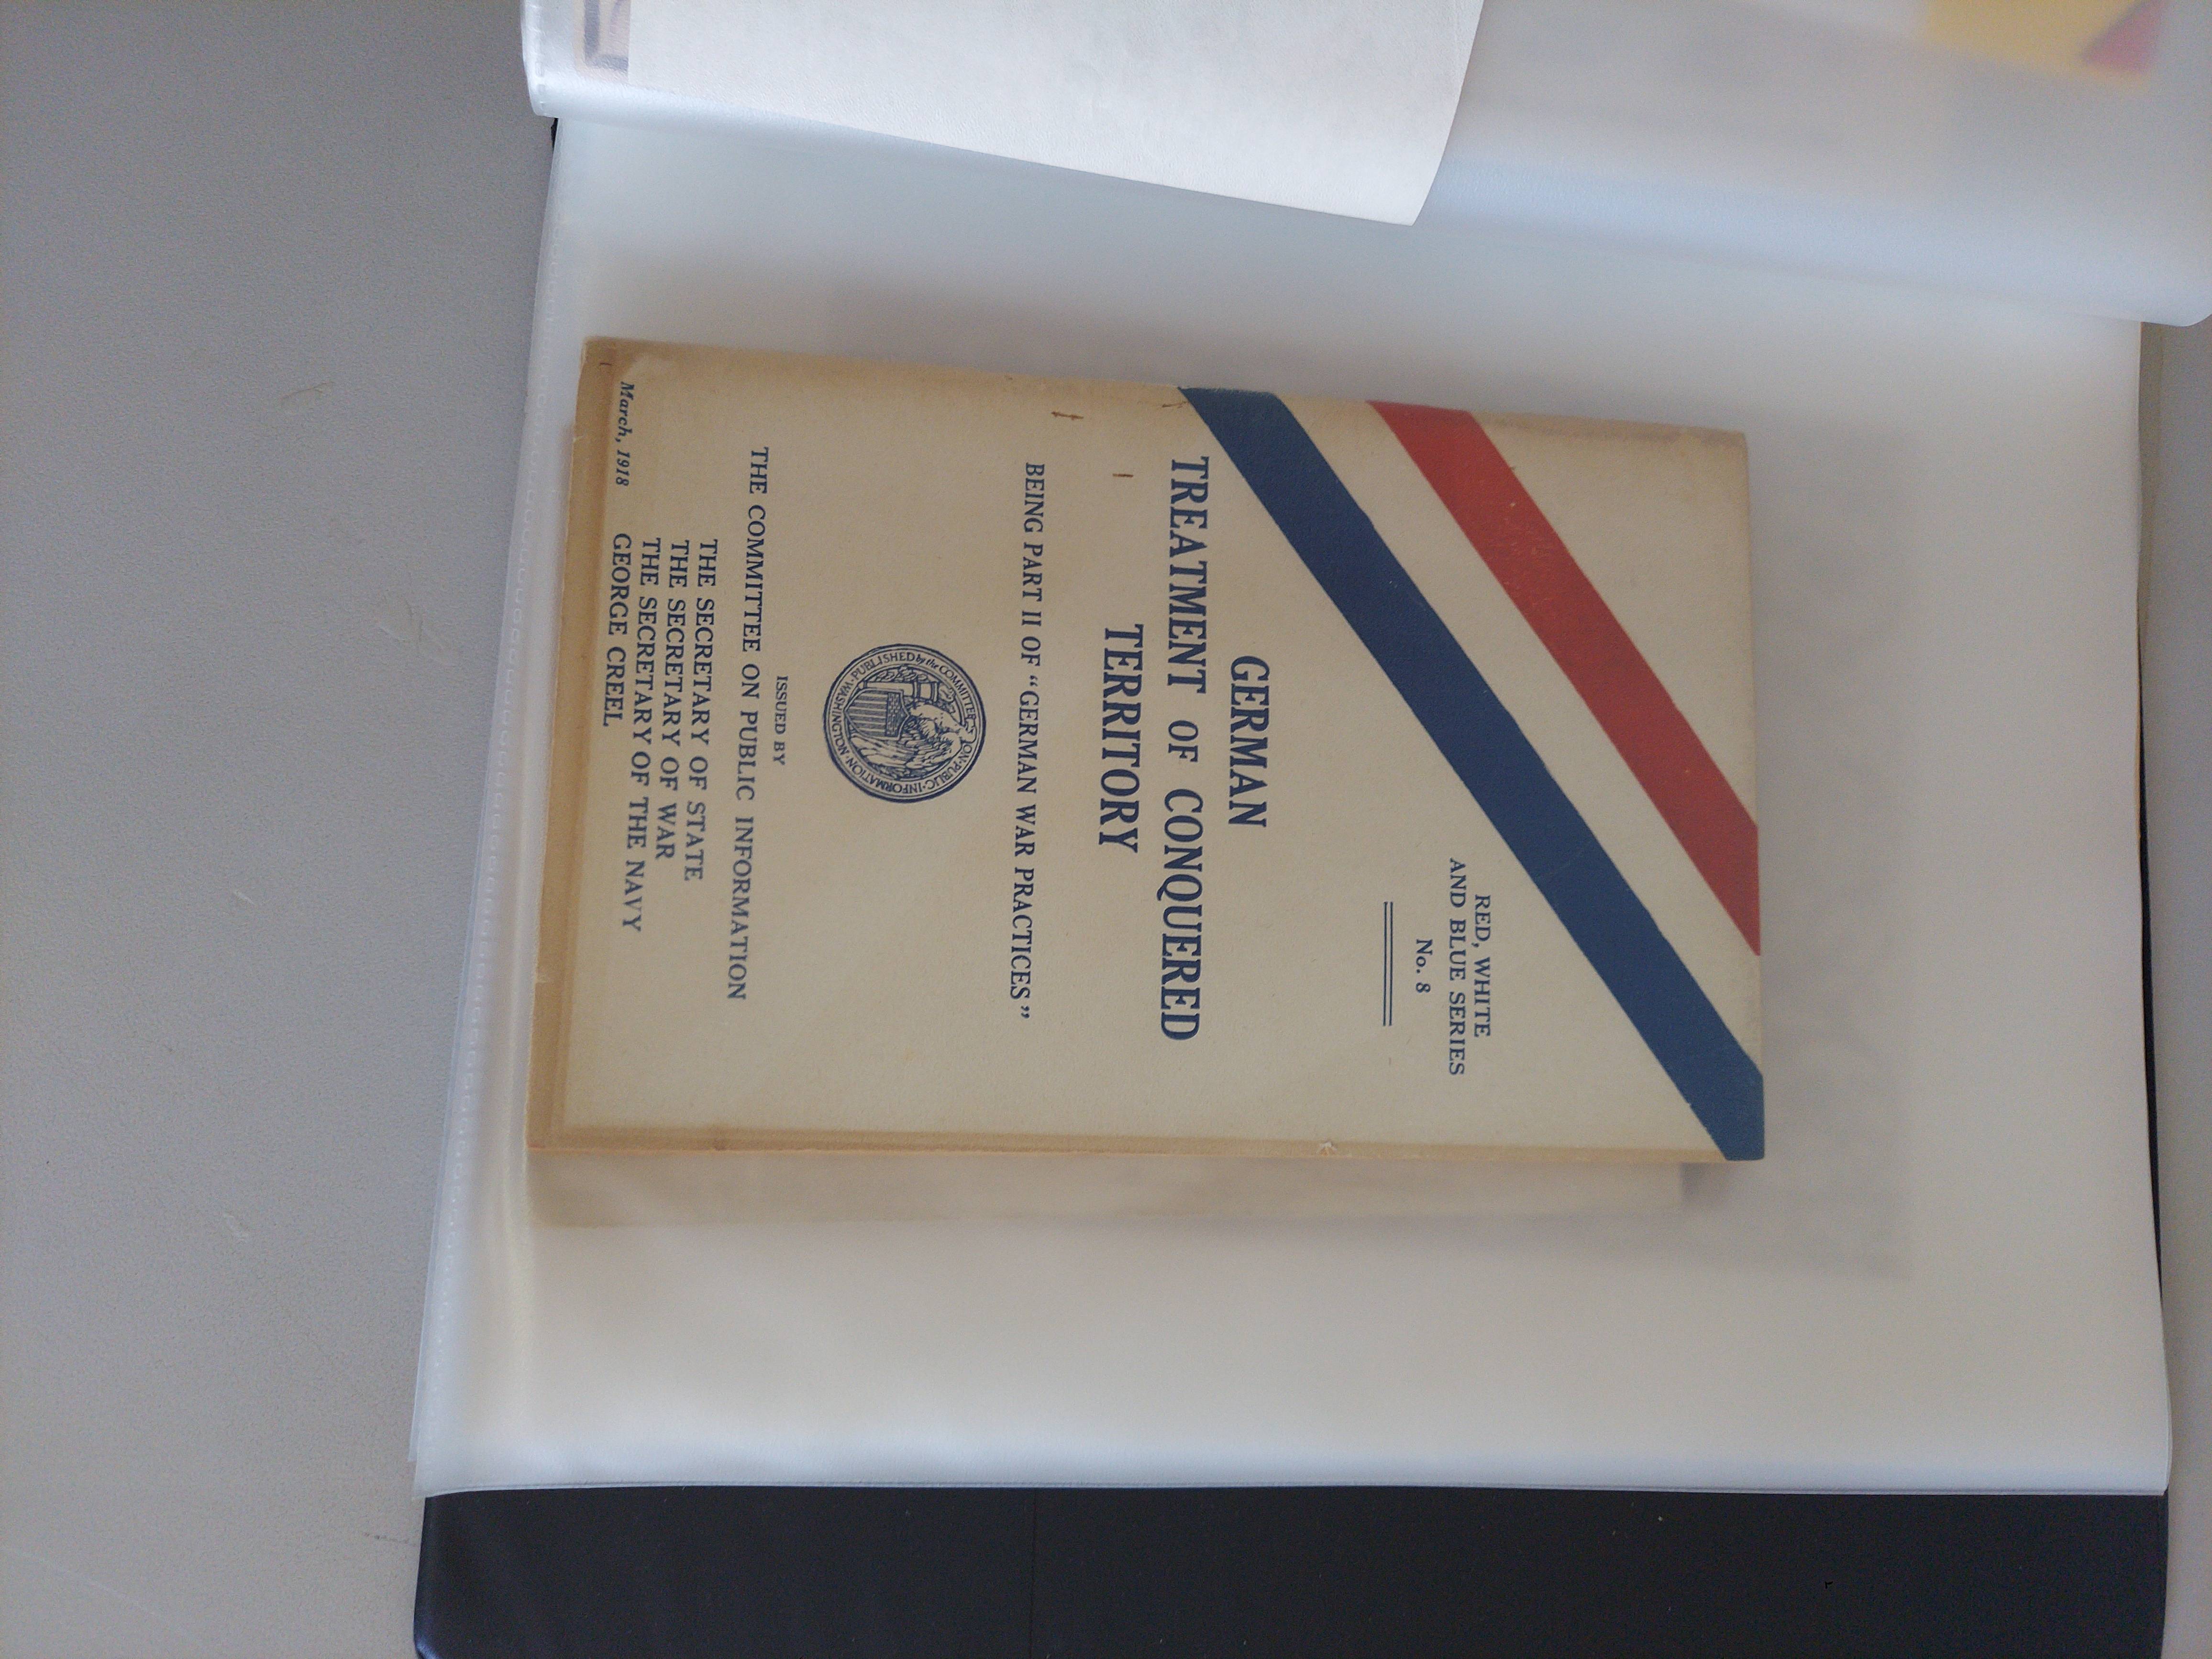 RED, WHITE
AND BLUE SERIES
No. 8
GERMAN
TREATMENT OF CONQUERED
TERRITORY
BEING PART II OF “GERMAN WAR PRACTICES”
PUBLISHED by the COMMITTEE ON·PUBLIC·INFORMATION·WASHINGTON
ISSUED BY
THE COMMITTEE ON PUBLIC INFORMATION
THE SECRETARY OF STATE
THE SECRETARY OF WAR
THE SECRETARY OF THE NAVY
GEORGE CREEL
March, 1918